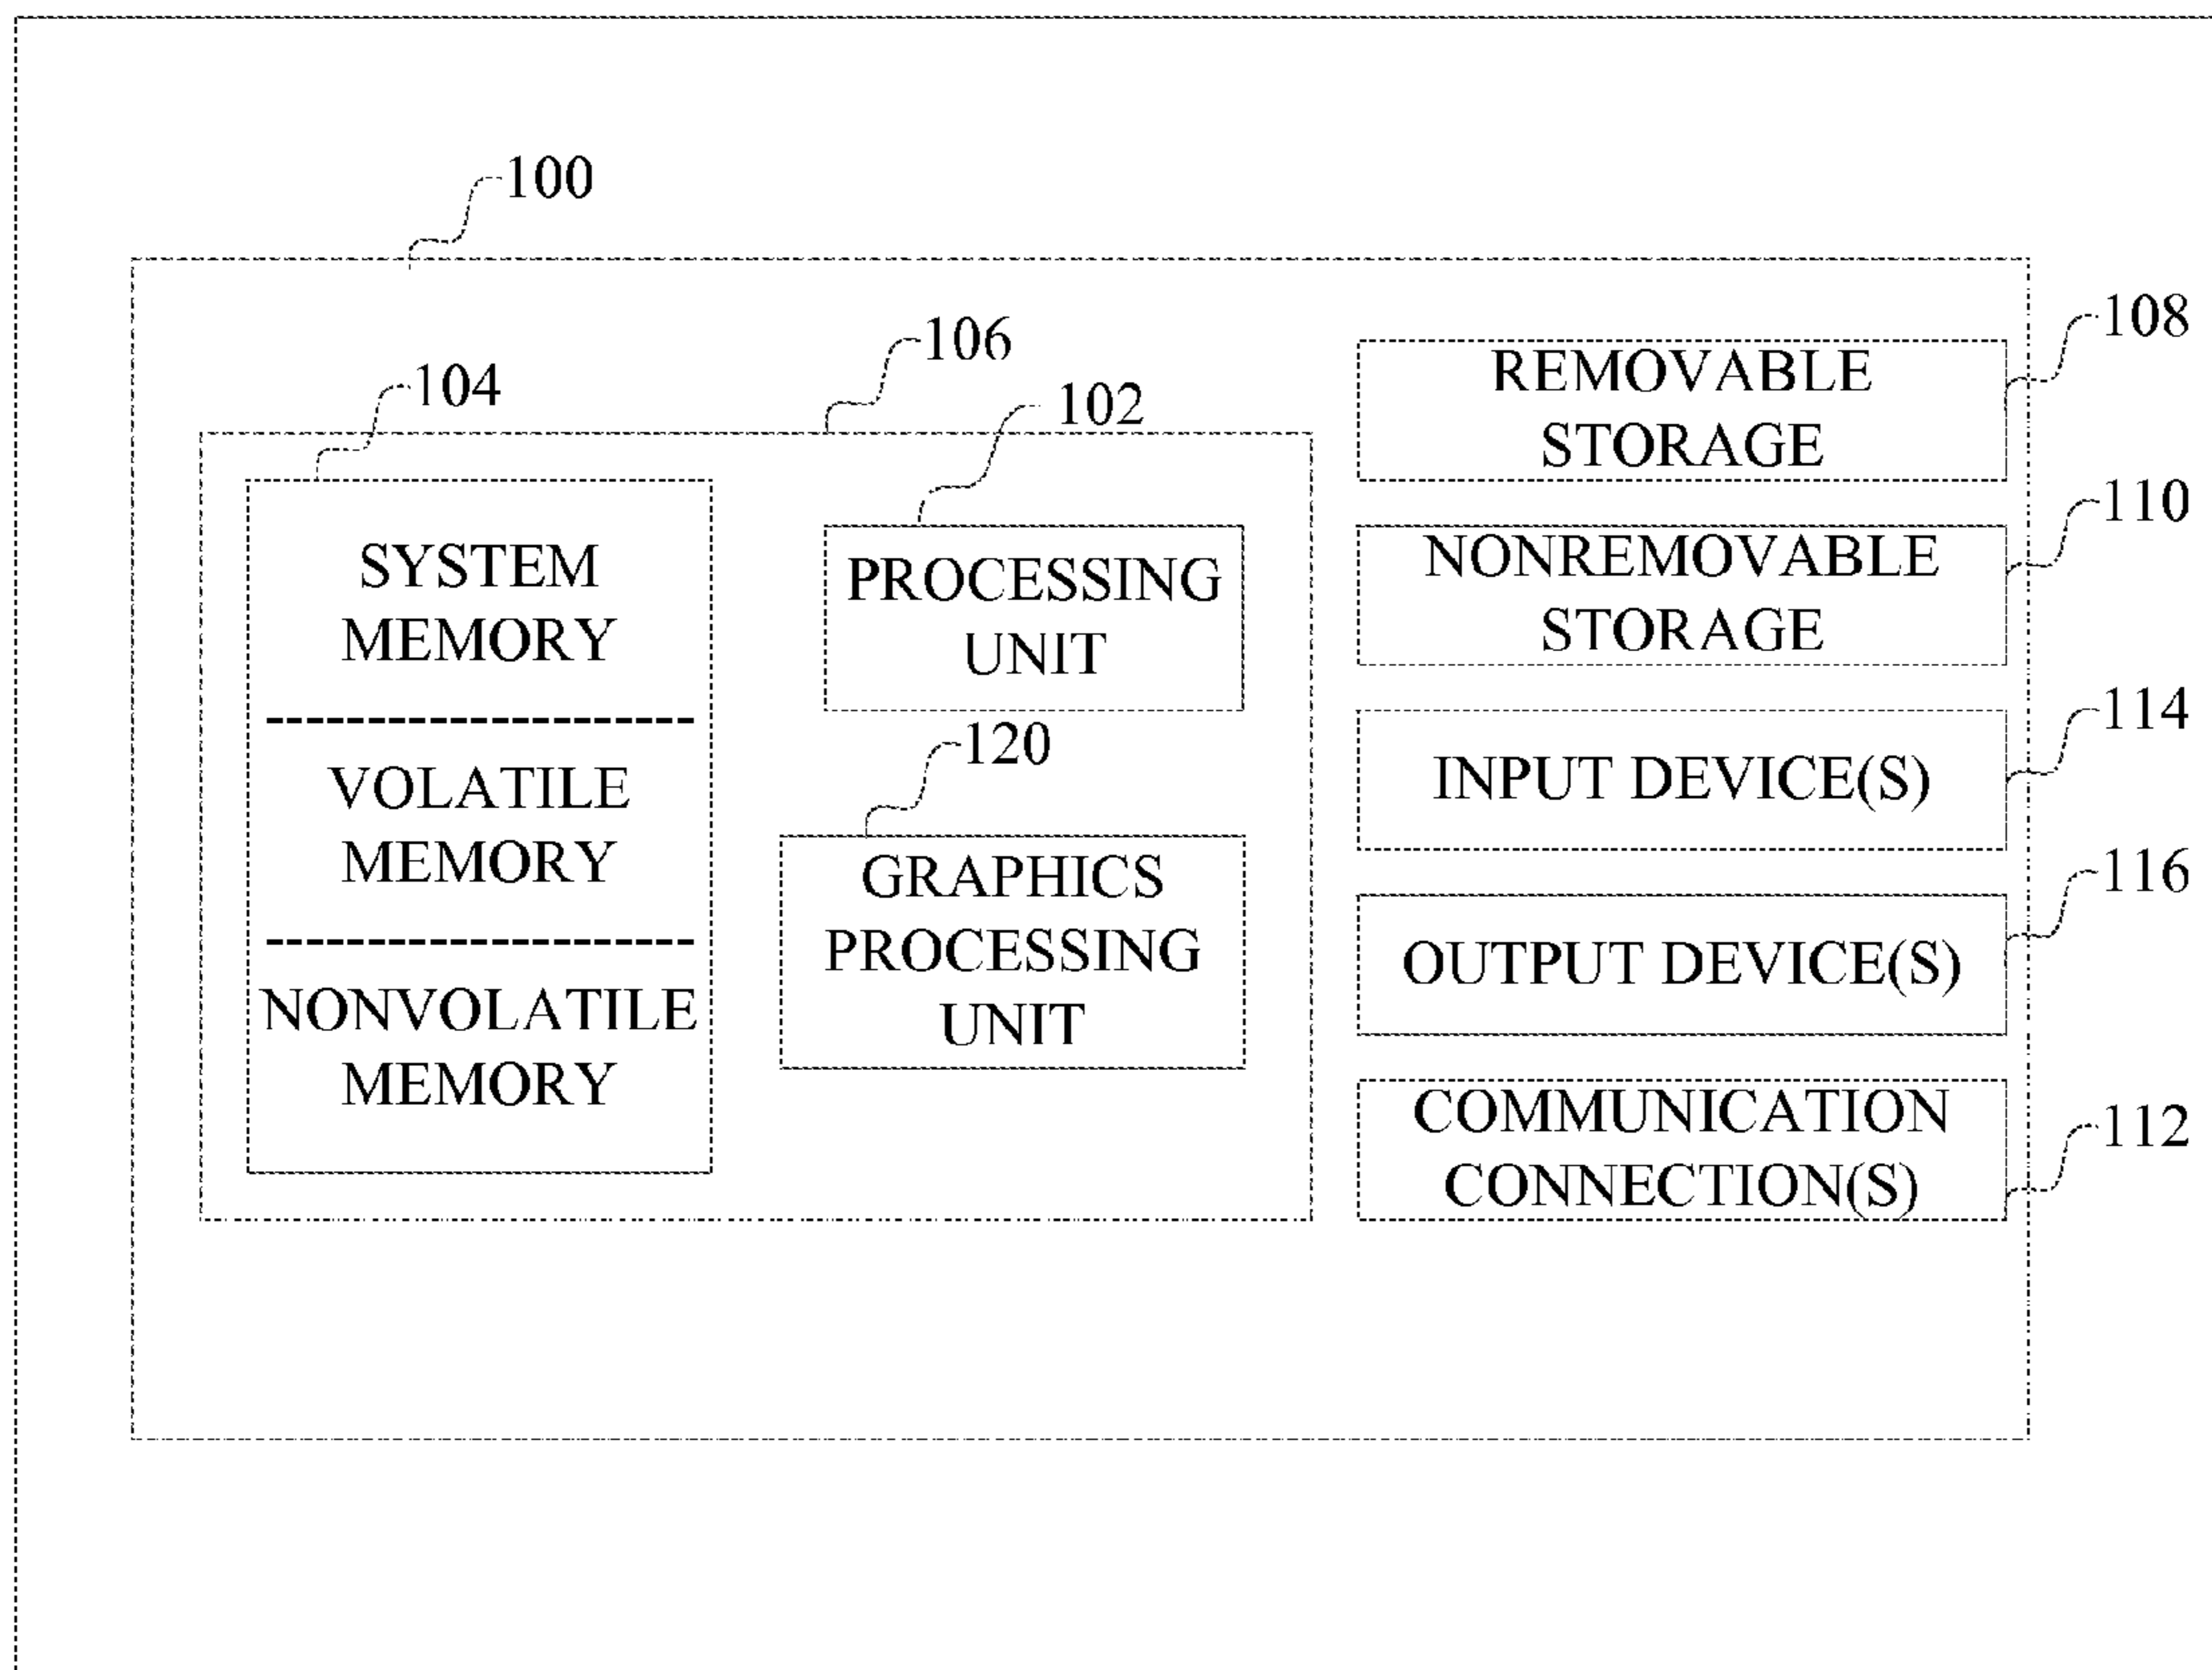 100
106
104
102
SYSTEM
MEMORY
VOLATILE
MEMORY
NONVOLATILE
MEMORY
PROCESSING
UNIT
120
GRAPHICS
PROCESSING
UNIT
108
REMOVABLE
STORAGE
110
NONREMOVABLE
STORAGE
114
INPUT DEVICE(S)
116
OUTPUT DEVICE(S)
112
COMMUNICATION
CONNECTION(S)